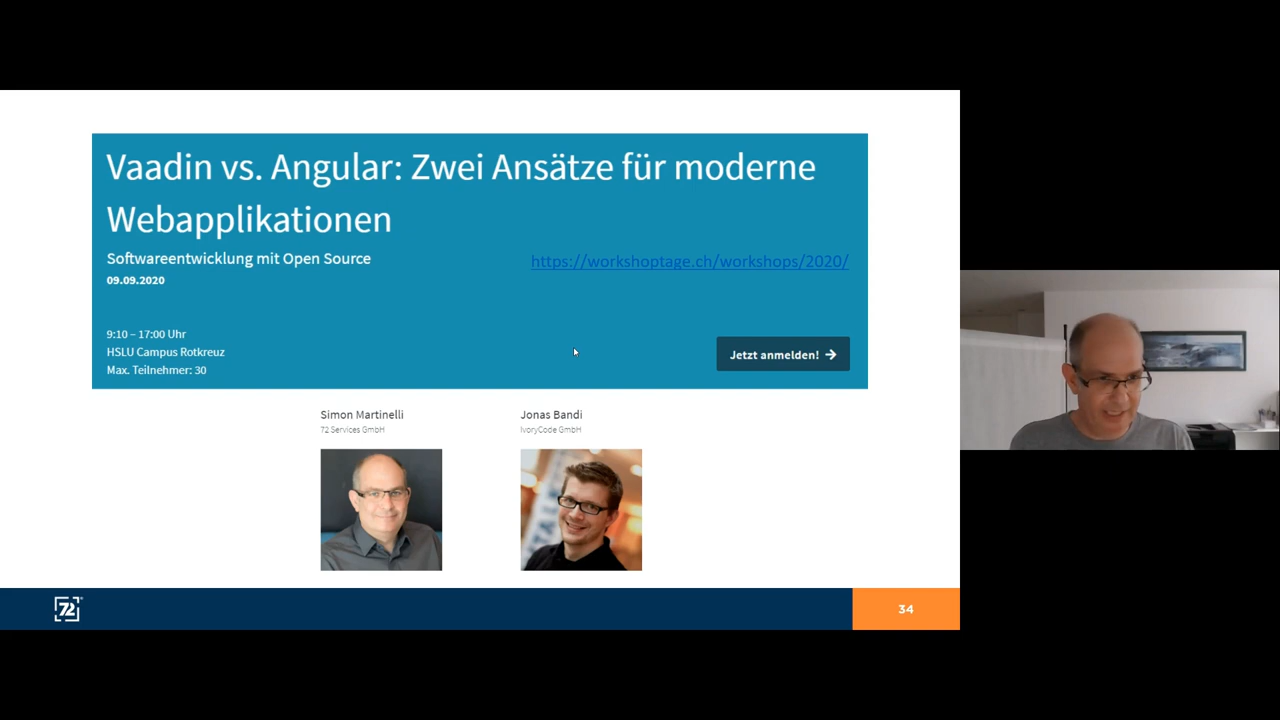 Vaadin vs. Angular: Zwei Ansätze für moderne
Webapplikationen
Softwareentwicklung mit Open Source
https://workshoptage.ch/workshops/2020/
09.09.2020
9:10 – 17:00 Uhr
HSLU Campus Rotkreuz
Max. Teilnehmer: 30
Jetzt anmelden! →
Simon Martinelli
72 Services GmbH
Jonas Bandi
IvoryCode GmbH
72
34